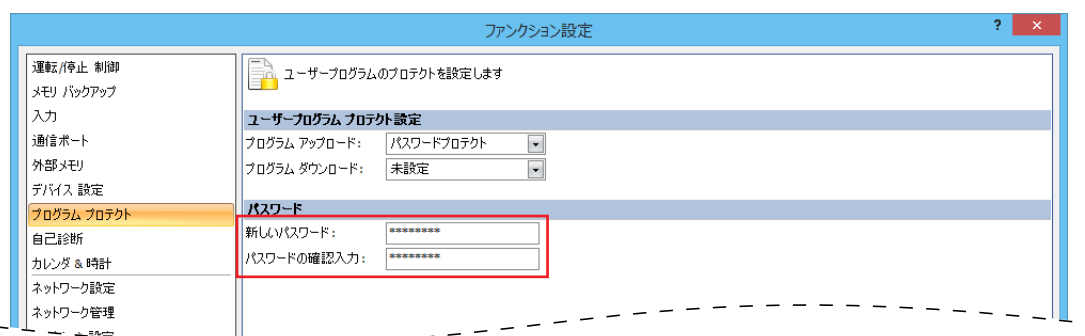 ファンクション設定
?
×
運転/停止 制御
メモリ バックアップ
入力
通信ポート
外部メモリ
デバイス 設定
プログラム プロテクト
自己診断
カレンダ & 時計
ネットワーク設定
ネットワーク管理
ユーザープログラムのプロテクトを設定します
ユーザープログラム プロテクト設定
プログラム アップロード: パスワードプロテクト
プログラム ダウンロード: 未設定
パスワード
新しいパスワード: ********
パスワードの確認入力: ********